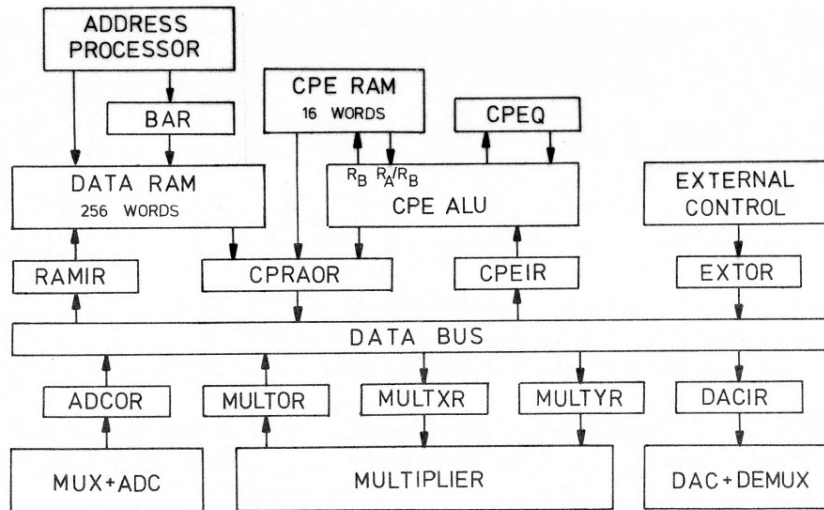 ADDRESS
PROCESSOR
CPE RAM
16 WORDS
CPEQ
BAR
DATA RAM
256 WORDS
R_B R_A/R_B
CPE ALU
EXTERNAL
CONTROL
RAMIR
CPRAOR
CPEIR
EXTOR
DATA BUS
ADCOR
MULTOR
MULTXR
MULTYR
DACIR
MUX+ADC
MULTIPLIER
DAC+DEMUX